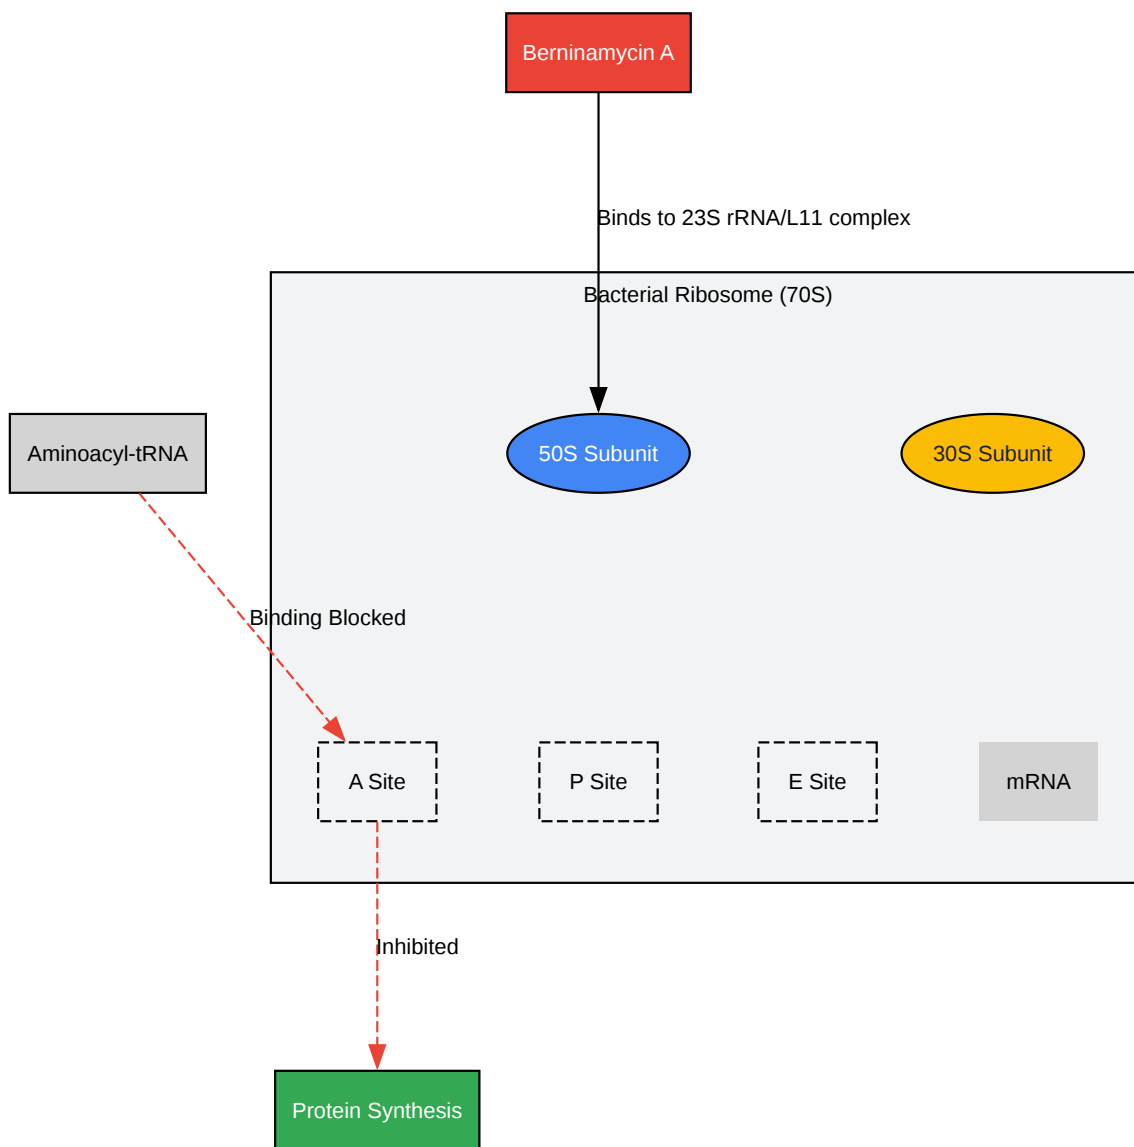 Berninamycin A
Binds to 23S rRNA/L11 complex
Bacterial Ribosome (70S)
Aminoacyl-tRNA
50S Subunit
30S Subunit
Binding Blocked
A Site
P Site
E Site
mRNA
Inhibited
Protein Synthesis